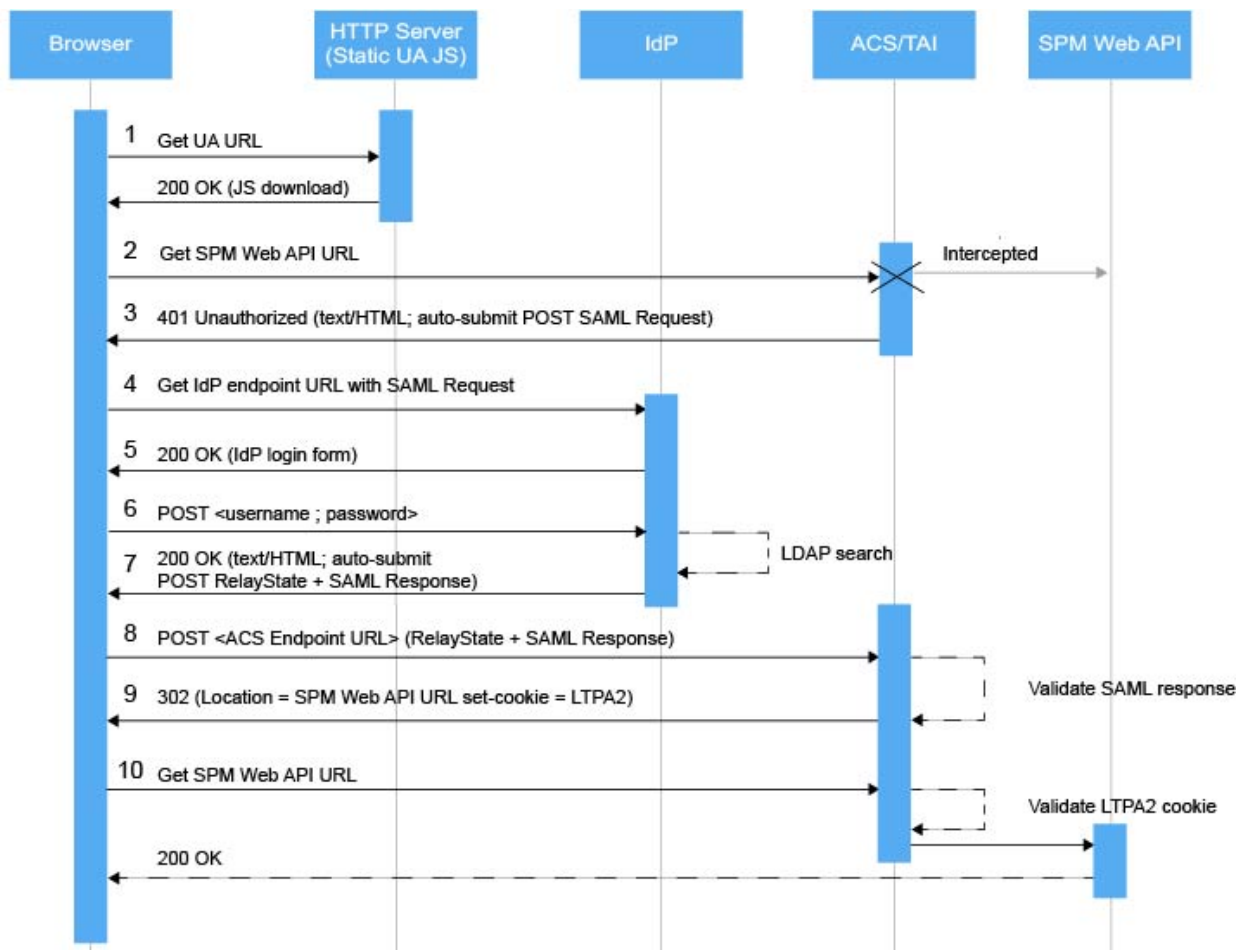 Browser
HTTP Server
(Static UA JS)
IdP
ACS/TAI
SPM Web API
1 Get UA URL
200 OK (JS download)
2 Get SPM Web API URL
Intercepted
3 401 Unauthorized (text/HTML; auto-submit POST SAML Request)
4 Get IdP endpoint URL with SAML Request
5 200 OK (IdP login form)
6 POST <username ; password>
LDAP search
7 200 OK (text/HTML; auto-submit
POST RelayState + SAML Response)
8 POST <ACS Endpoint URL> (RelayState + SAML Response)
Validate SAML response
9 302 (Location = SPM Web API URL set-cookie = LTPA2)
10 Get SPM Web API URL
Validate LTPA2 cookie
200 OK